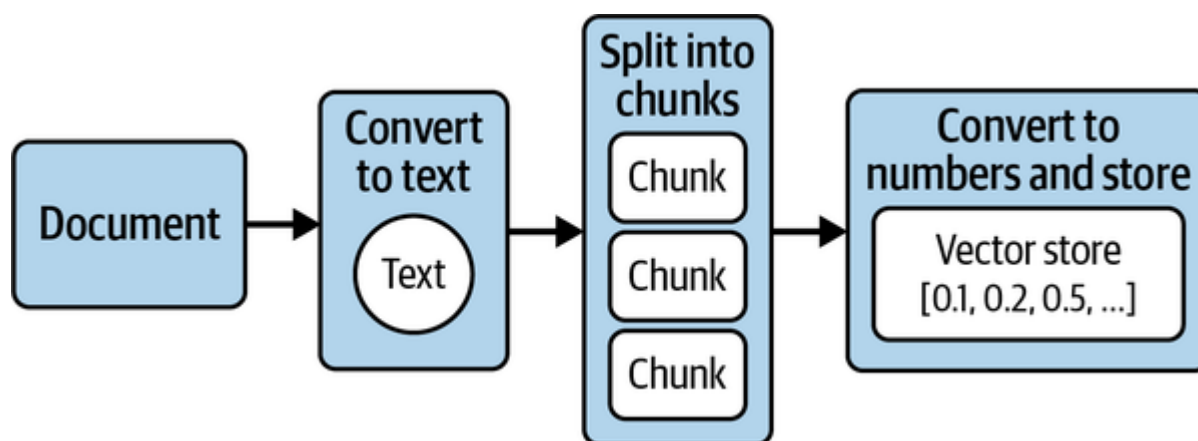 Document
Convert
to text
Text
Split into
chunks
Chunk
Chunk
Chunk
Convert to
numbers and store
Vector store
[0.1, 0.2, 0.5, ...]